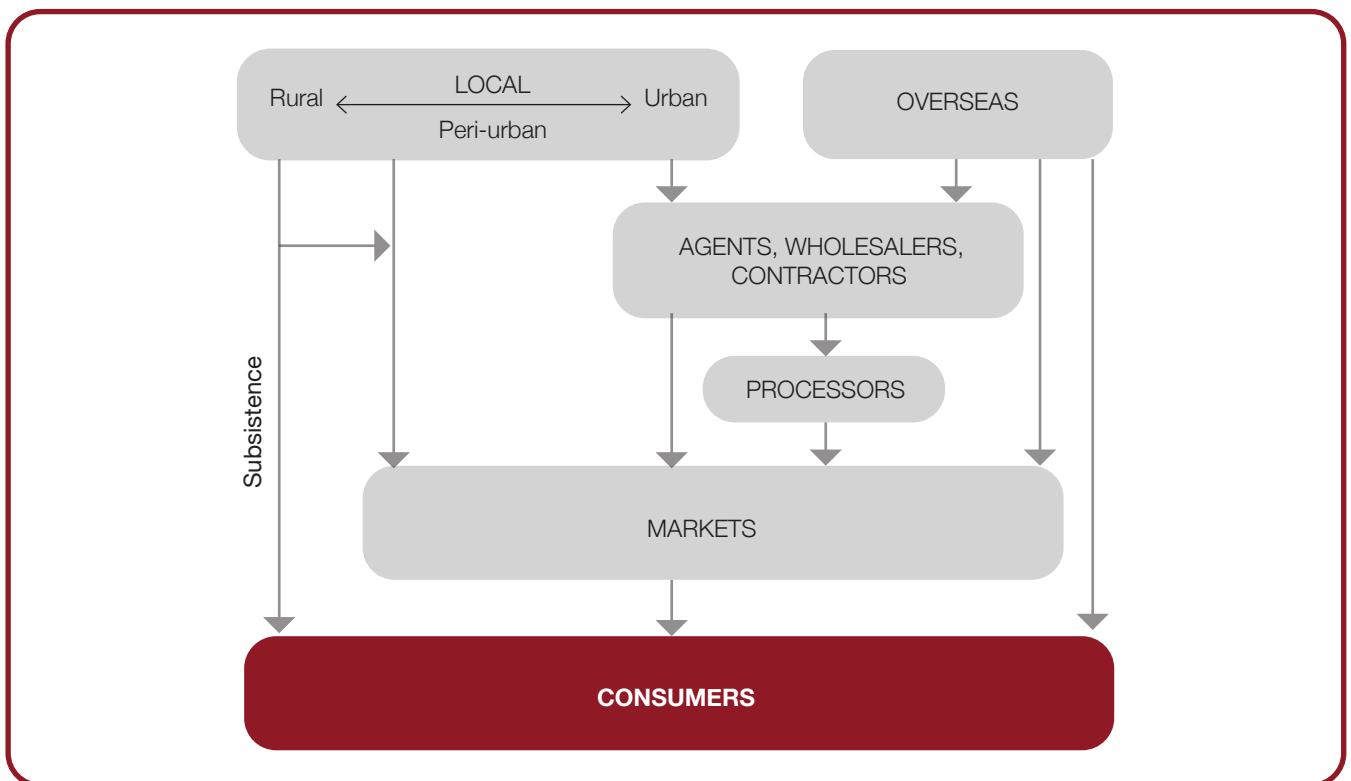 LOCAL
Rural
Urban
Peri-urban
OVERSEAS
AGENTS, WHOLESALERS,
CONTRACTORS
PROCESSORS
Subsistence
MARKETS
CONSUMERS